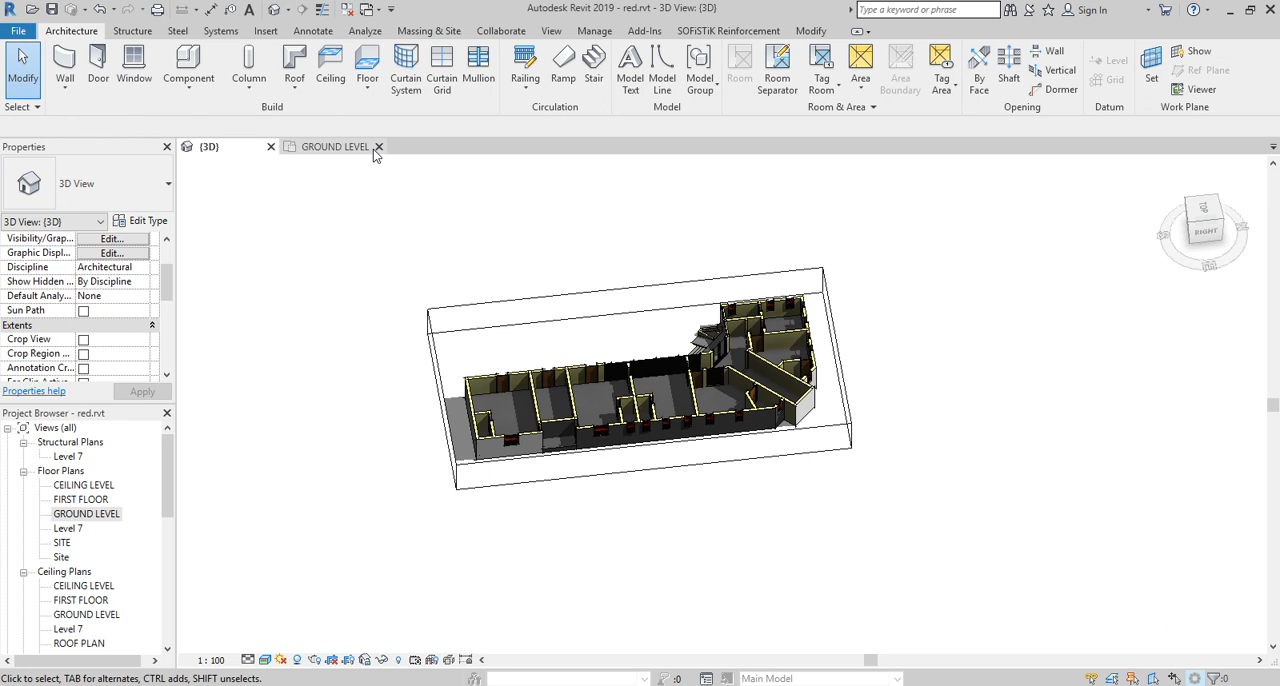 Autodesk Revit 2019 - red.rvt - 3D View: {3D}
Type a keyword or phrase
Sign In
File Architecture Structure Steel Systems Insert Annotate Analyze Massing & Site Collaborate View Manage Add-Ins SOFiSTiK Reinforcement Modify
Modify
Wall
Door
Window
Component
Column
Roof
Ceiling
Floor
Curtain System
Curtain Grid
Mullion
Railing
Ramp
Stair
Model Text
Model Line
Model Group
Room
Room Separator
Tag Room
Area
Area Boundary
Tag Area
By Face
Shaft
Wall
Vertical
Dormer
Level
Grid
Set
Show
Ref Plane
Viewer
Select
Build
Circulation
Model
Room & Area
Opening
Datum
Work Plane
Properties
{3D}
GROUND LEVEL
3D View
3D View: {3D}
Edit Type
Visibility/Grap... Edit...
Graphic Displ... Edit...
Discipline Architectural
Show Hidden ... By Discipline
Default Analy... None
Sun Path
Extents
Crop View
Crop Region ...
Annotation Cr...
Properties help
Apply
Project Browser - red.rvt
Views (all)
Structural Plans
Level 7
Floor Plans
CEILING LEVEL
FIRST FLOOR
GROUND LEVEL
Level 7
SITE
Site
Ceiling Plans
CEILING LEVEL
FIRST FLOOR
GROUND LEVEL
Level 7
ROOF PLAN
TOP
RIGHT
1 : 100
Click to select, TAB for alternates, CTRL adds, SHIFT unselects.
:0
Main Model
:0